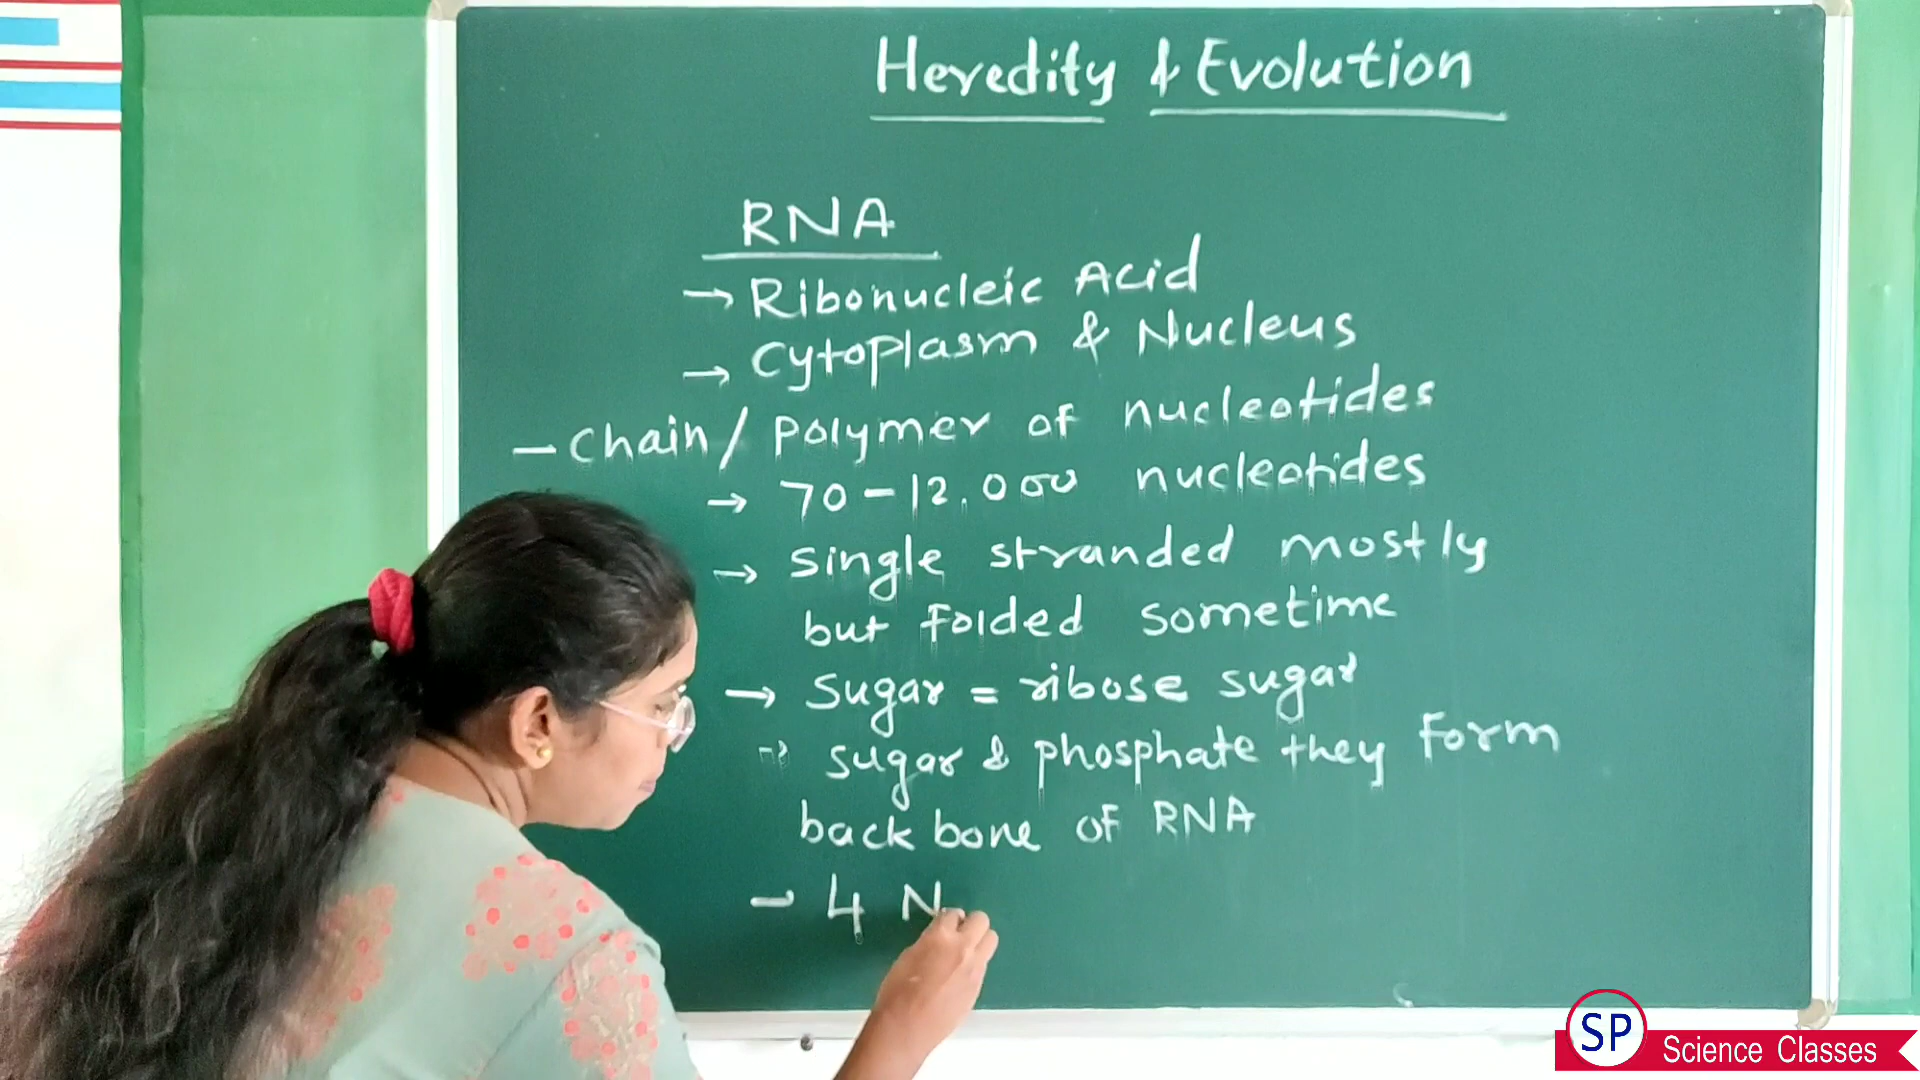 Heredity & Evolution
RNA
→ Ribonucleic Acid
→ Cytoplasm & Nucleus
- Chain / Polymer of nucleotides
→ 70-12,000 nucleotides
→ Single stranded mostly
but folded sometime
→ Sugar = ribose sugar
→ sugar & phosphate they form
back bone of RNA
- 4 N
SP Science Classes